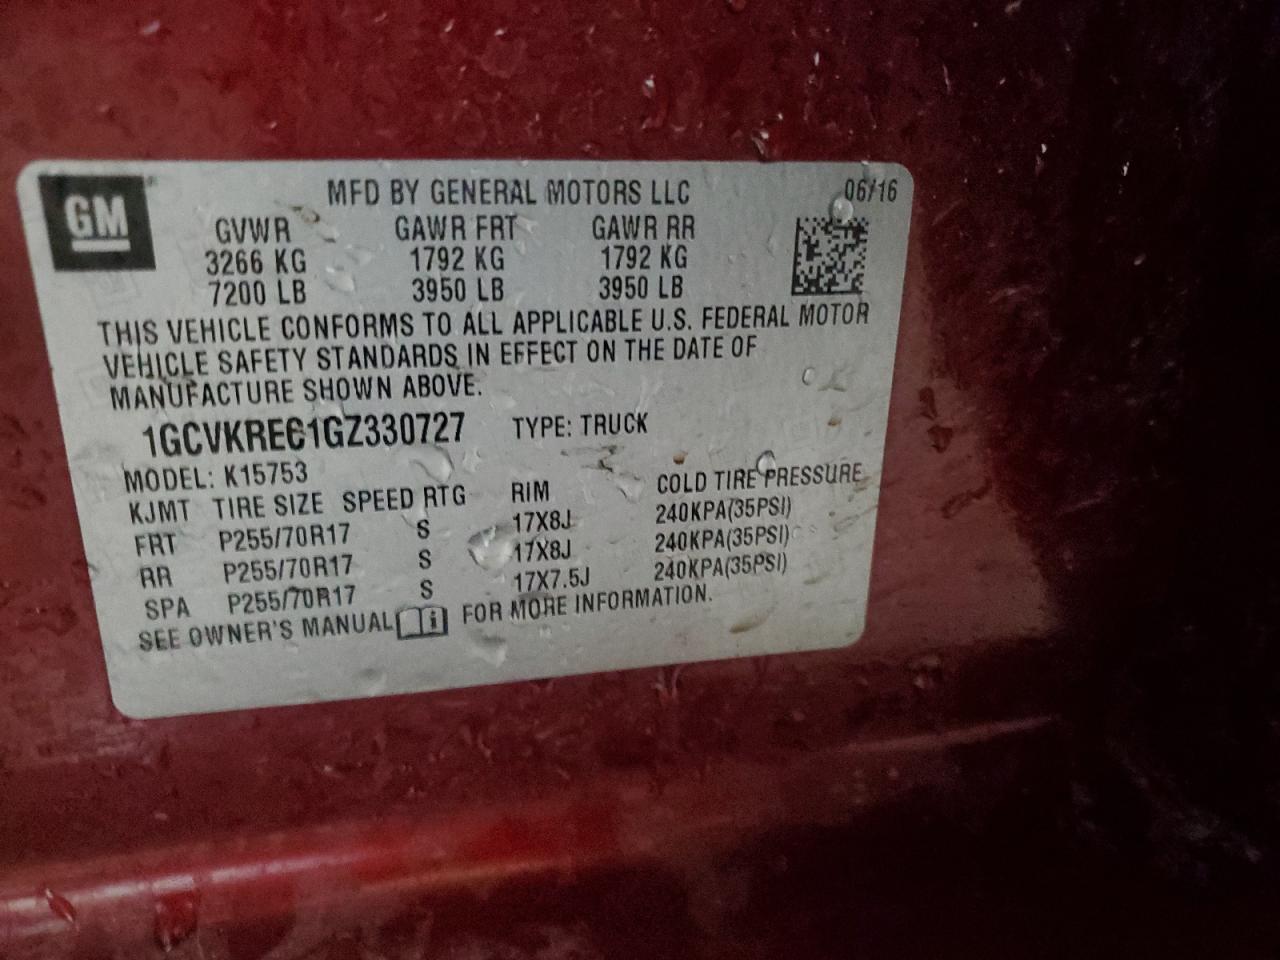 GM
MFD BY GENERAL MOTORS LLC 06/16
GVWR GAWR FRT GAWR RR
3266 KG 1792 KG 1792 KG
7200 LB 3950 LB 3950 LB
THIS VEHICLE CONFORMS TO ALL APPLICABLE U.S. FEDERAL MOTOR
VEHICLE SAFETY STANDARDS IN EFFECT ON THE DATE OF
MANUFACTURE SHOWN ABOVE.
1GCVKREC1GZ330727 TYPE: TRUCK
MODEL: K15753
KJMT TIRE SIZE SPEED RTG RIM COLD TIRE PRESSURE
FRT P255/70R17 S 17X8J 240KPA(35PSI)
RR P255/70R17 S 17X8J 240KPA(35PSI)
SPA P255/70R17 S 17X7.5J 240KPA(35PSI)
SEE OWNER'S MANUAL FOR MORE INFORMATION.